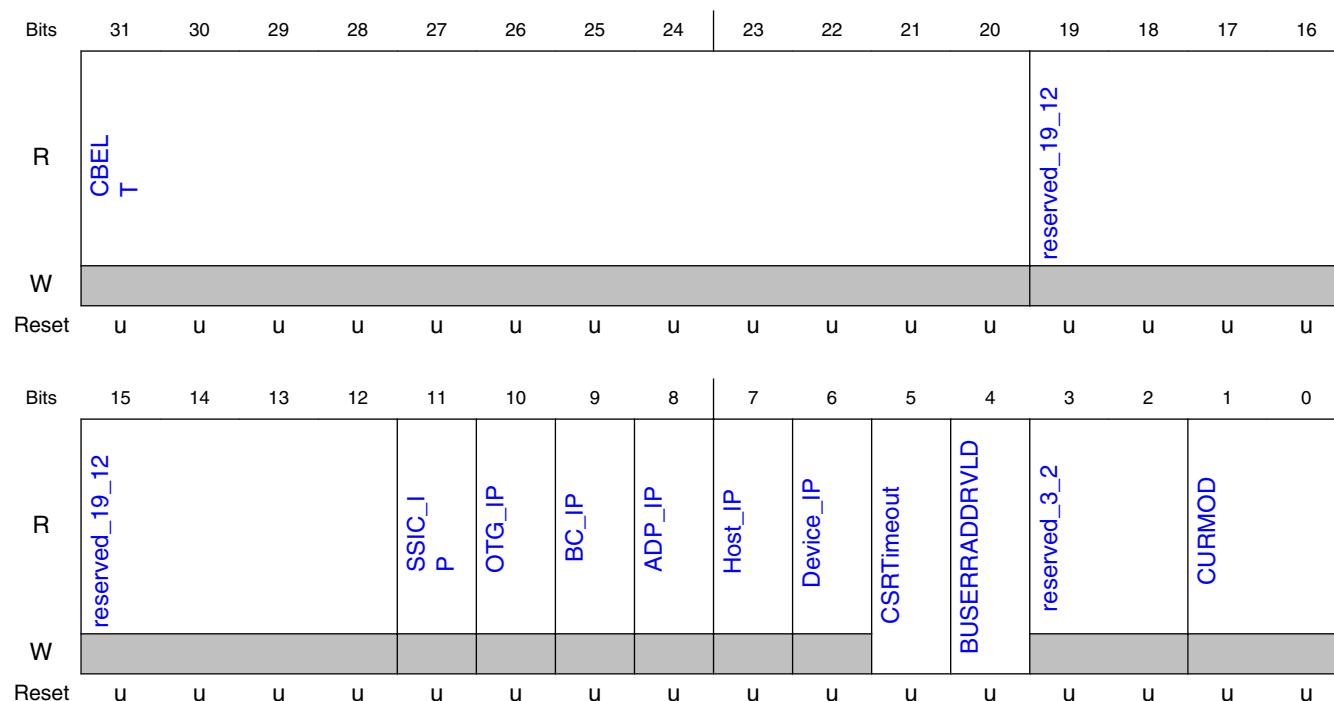 Bits 31 30 29 28 27 26 25 24 23 22 21 20 19 18 17 16
R
CBEL
T
reserved_19_12
W
Reset u u u u u u u u u u u u u u u u
Bits 15 14 13 12 11 10 9 8 7 6 5 4 3 2 1 0
R
reserved_19_12
SSIC_I
P
OTG_IP
BC_IP
ADP_IP
Host_IP
Device_IP
CSRTimeout
BUSERRADDRVLD
reserved_3_2
CURMOD
W
Reset u u u u u u u u u u u u u u u u